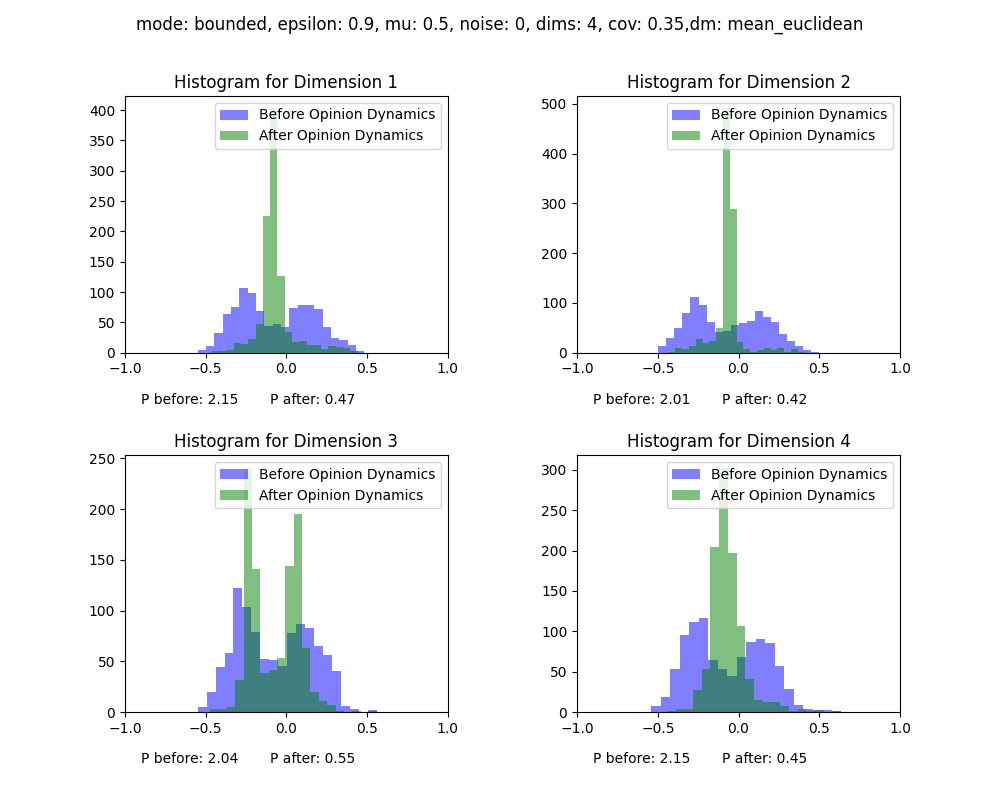 mode: bounded, epsilon: 0.9, mu: 0.5, noise: 0, dims: 4, cov: 0.35,dm: mean_euclidean
Histogram for Dimension 1
Before Opinion Dynamics
After Opinion Dynamics
400
350
300
250
200
150
100
50
0
−1.0 −0.5 0.0 0.5 1.0
P before: 2.15 P after: 0.47
Histogram for Dimension 2
Before Opinion Dynamics
After Opinion Dynamics
500
400
300
200
100
0
−1.0 −0.5 0.0 0.5 1.0
P before: 2.01 P after: 0.42
Histogram for Dimension 3
Before Opinion Dynamics
After Opinion Dynamics
250
200
150
100
50
0
−1.0 −0.5 0.0 0.5 1.0
P before: 2.04 P after: 0.55
Histogram for Dimension 4
Before Opinion Dynamics
After Opinion Dynamics
300
250
200
150
100
50
0
−1.0 −0.5 0.0 0.5 1.0
P before: 2.15 P after: 0.45